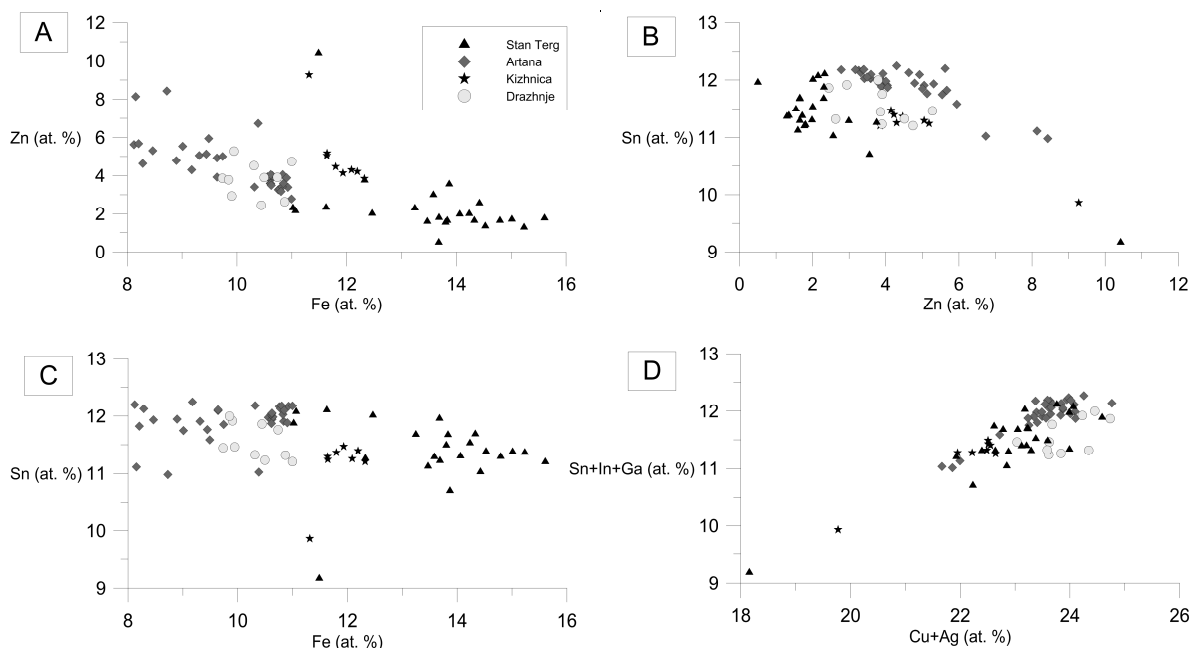 A
12
10
8
6
4
2
0
Zn (at. %)
8
10
12
14
16
Fe (at. %)
Stan Terg
Artana
Kizhnica
Drazhnje
B
13
12
11
10
9
Sn (at. %)
0
2
4
6
8
10
12
Zn (at. %)
C
13
12
11
10
9
Sn (at. %)
8
10
12
14
16
Fe (at. %)
D
13
12
11
10
9
Sn+In+Ga (at. %)
18
20
22
24
26
Cu+Ag (at. %)